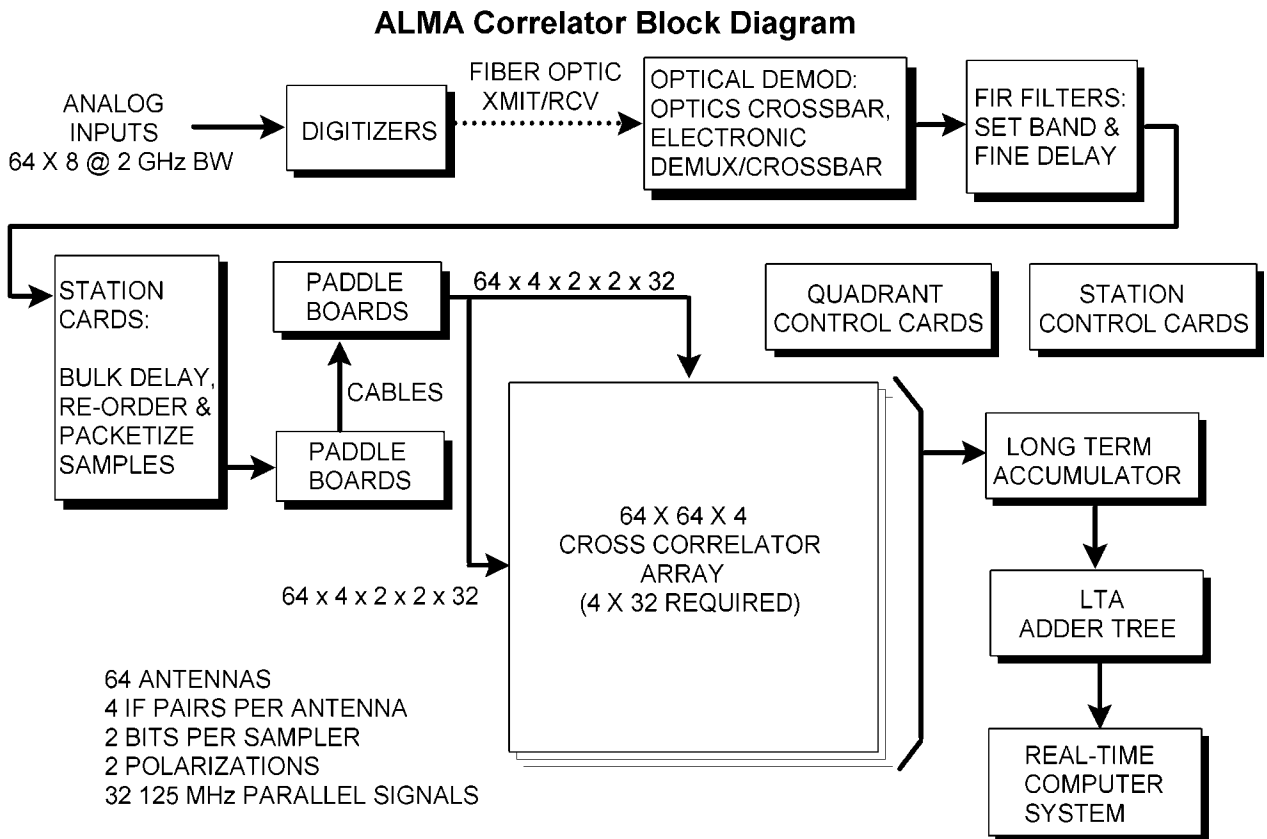 ALMA Correlator Block Diagram
ANALOG
INPUTS
64 X 8 @ 2 GHz BW
DIGITIZERS
FIBER OPTIC
XMIT/RCV
OPTICAL DEMOD:
OPTICS CROSSBAR,
ELECTRONIC
DEMUX/CROSSBAR
FIR FILTERS:
SET BAND &
FINE DELAY
STATION
CARDS:
BULK DELAY,
RE-ORDER &
PACKETIZE
SAMPLES
PADDLE
BOARDS
CABLES
PADDLE
BOARDS
64 x 4 x 2 x 2 x 32
QUADRANT
CONTROL CARDS
STATION
CONTROL CARDS
64 X 64 X 4
CROSS CORRELATOR
ARRAY
(4 X 32 REQUIRED)
64 x 4 x 2 x 2 x 32
LONG TERM
ACCUMULATOR
LTA
ADDER TREE
REAL-TIME
COMPUTER
SYSTEM
64 ANTENNAS
4 IF PAIRS PER ANTENNA
2 BITS PER SAMPLER
2 POLARIZATIONS
32 125 MHz PARALLEL SIGNALS